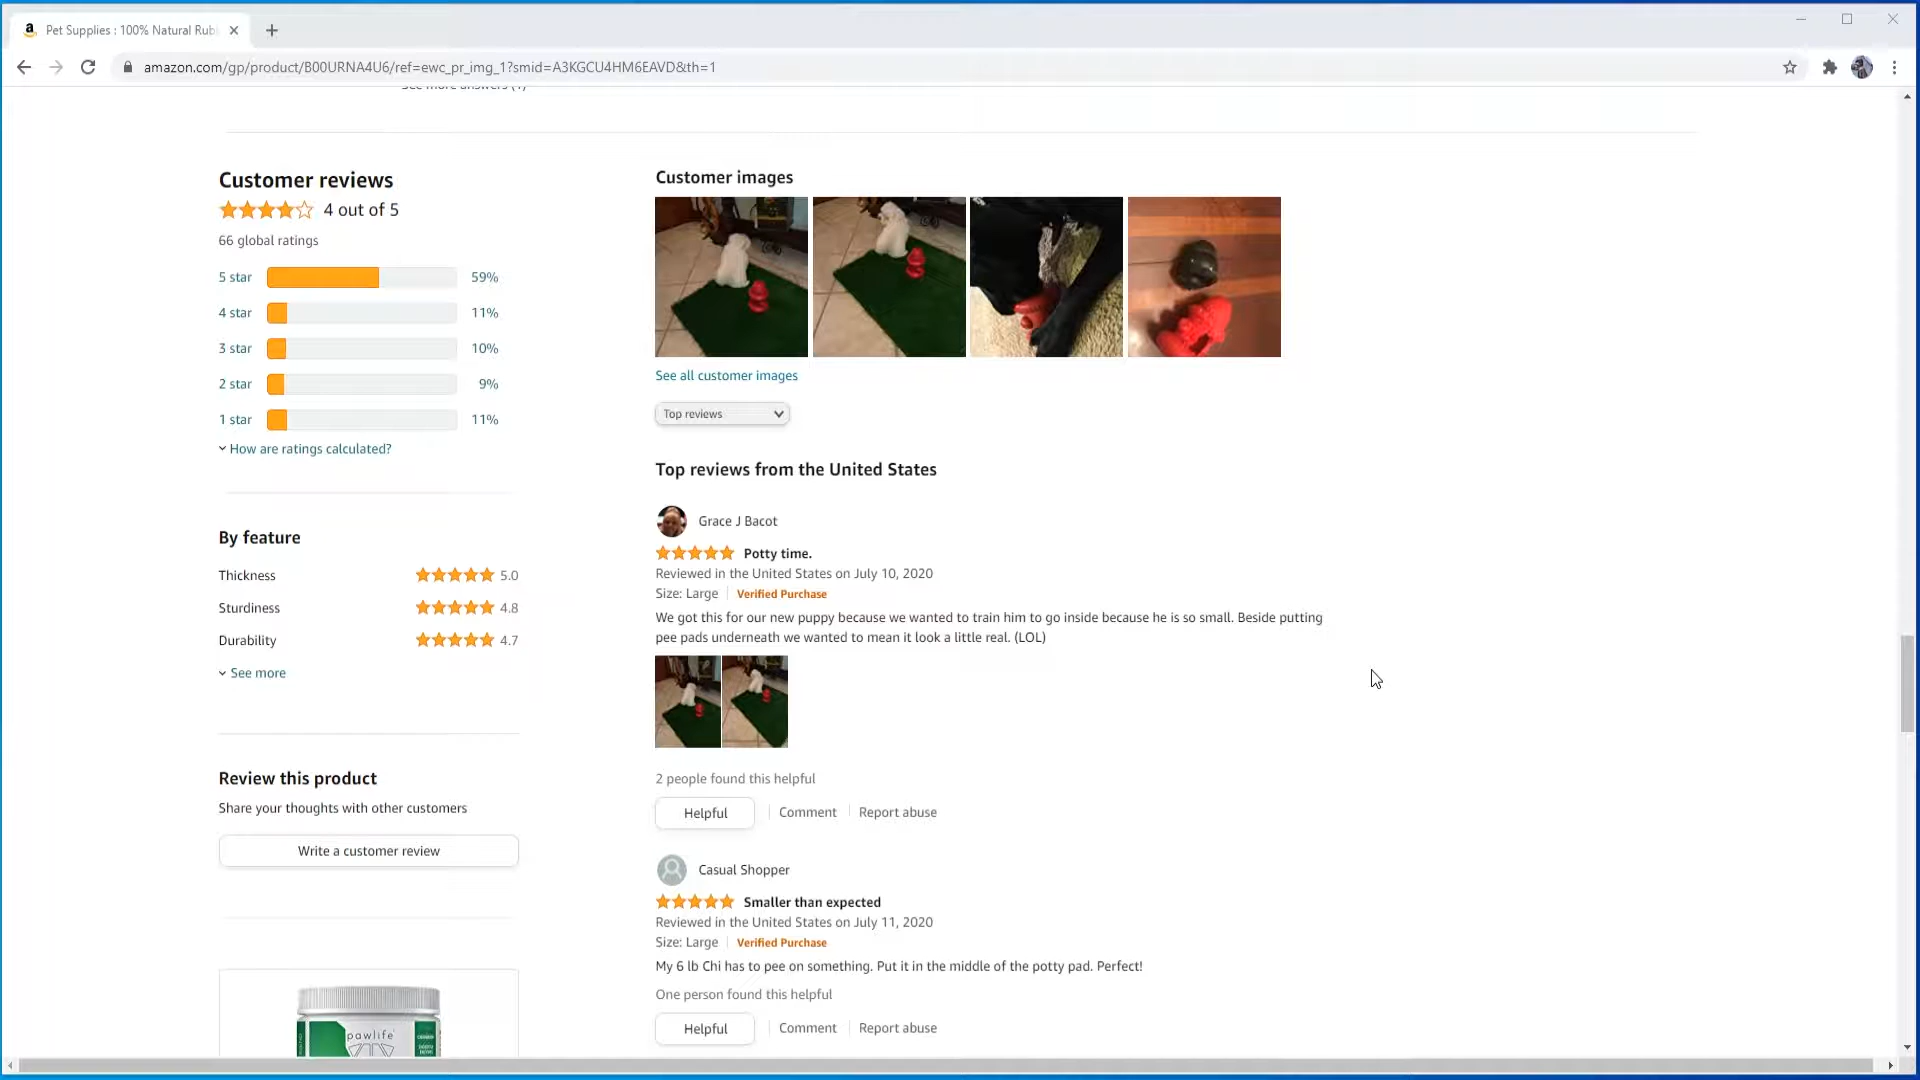 Pet Supplies : 100% Natural Rub
amazon.com/gp/product/B00URNA4U6/ref=ewc_pr_img_1?smid=A3KGCU4HM6EAVD&th=1
See more answers (1)
Customer reviews
4 out of 5
66 global ratings
5 star 59%
4 star 11%
3 star 10%
2 star 9%
1 star 11%
How are ratings calculated?
By feature
Thickness 5.0
Sturdiness 4.8
Durability 4.7
See more
Review this product
Share your thoughts with other customers
Write a customer review
pawlife
Customer images
See all customer images
Top reviews
Top reviews from the United States
Grace J Bacot
Potty time.
Reviewed in the United States on July 10, 2020
Size: Large Verified Purchase
We got this for our new puppy because we wanted to train him to go inside because he is so small. Beside putting
pee pads underneath we wanted to mean it look a little real. (LOL)
2 people found this helpful
Helpful Comment Report abuse
Casual Shopper
Smaller than expected
Reviewed in the United States on July 11, 2020
Size: Large Verified Purchase
My 6 lb Chi has to pee on something. Put it in the middle of the potty pad. Perfect!
One person found this helpful
Helpful Comment Report abuse